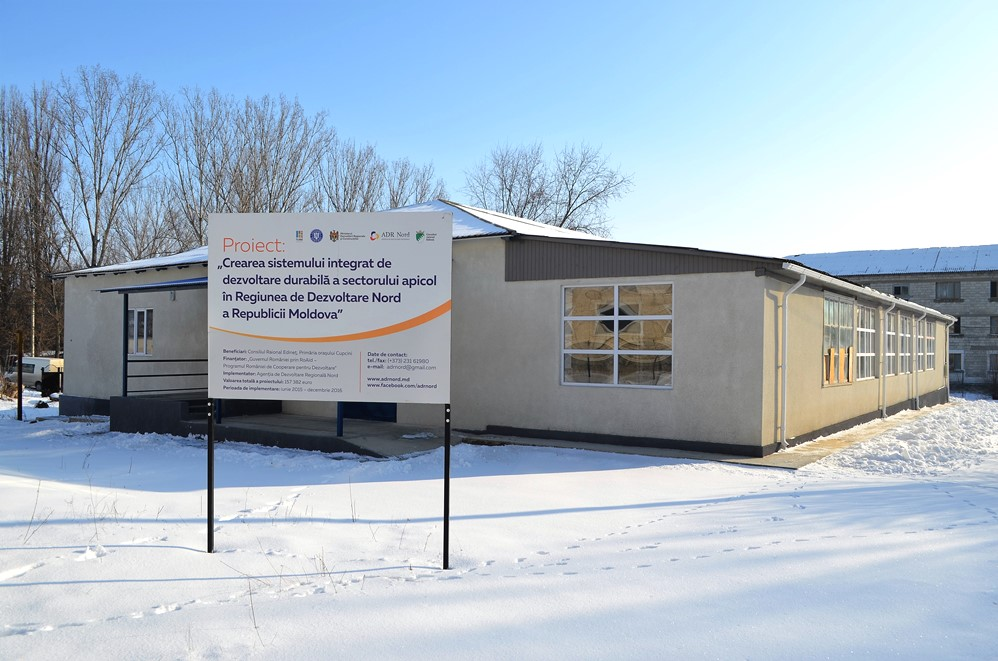 ADR Nord
Proiect:
„Crearea sistemului integrat de
dezvoltare durabilă a sectorului apicol
în Regiunea de Dezvoltare Nord
a Republicii Moldova”
Beneficiari: Consiliul Raional Edineț, Primăria orașului Cupcini
Finanțator: „Guvernul României prin RoAid –
Programul României de Cooperare pentru Dezvoltare”
Implementator: Agenția de Dezvoltare Regională Nord
Valoarea totală a proiectului: 157 982 euro
Perioada de implementare: iunie 2015 – decembrie 2016
Date de contact:
tel./fax: (+373) 231 61980
e-mail: adrnord@gmail.com
www.adrnord.md
www.facebook.com/adrnord